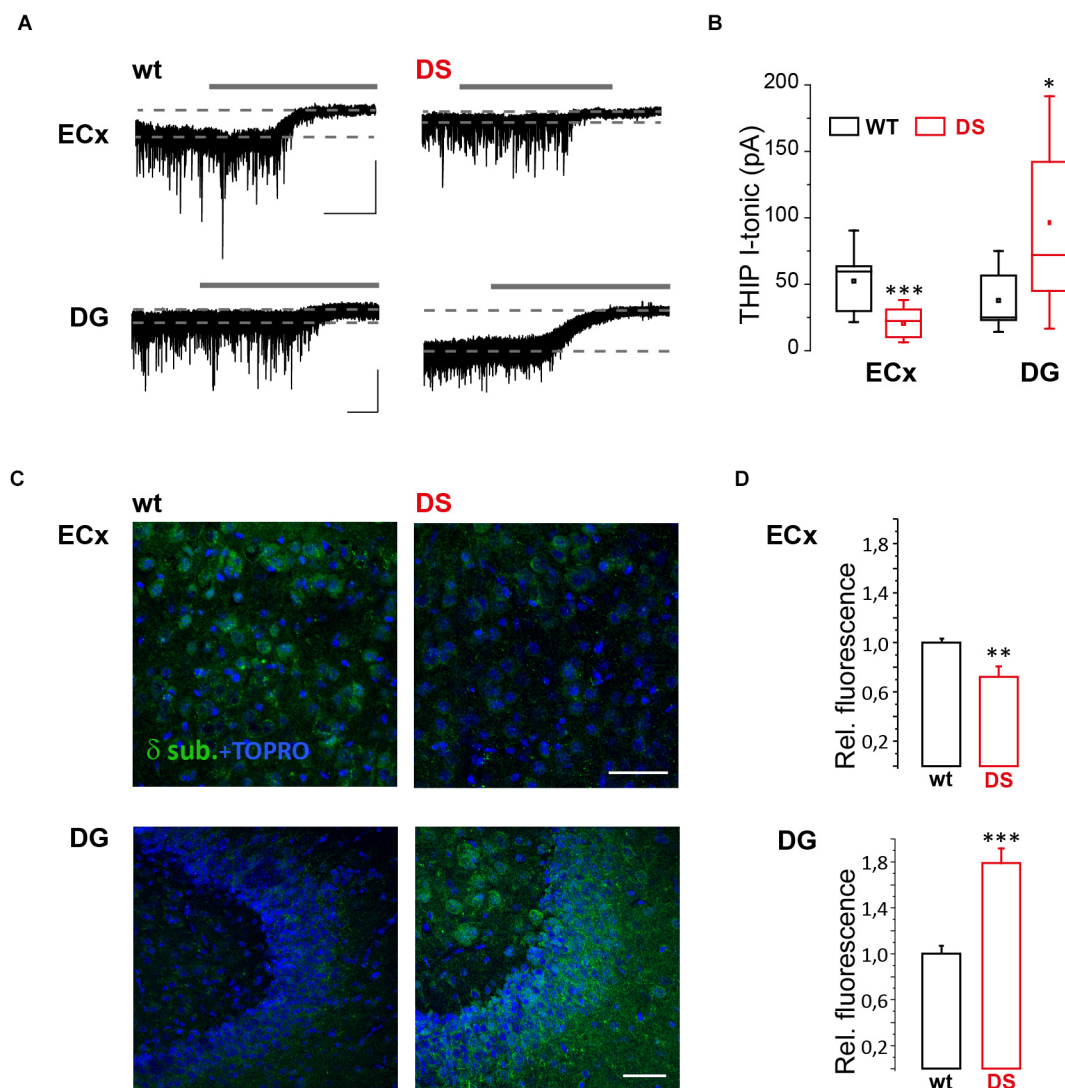 A
wt
DS
ECx
DG
B
THIP I-tonic (pA)
200
150
100
50
0
WT
DS
***
*
ECx
DG
C
wt
DS
ECx
δ sub.+TOPRO
DG
D
ECx
Rel. fluorescence
1,8
1,4
1,0
0,6
0,2
**
wt
DS
DG
Rel. fluorescence
1,8
1,4
1,0
0,6
0,2
***
wt
DS